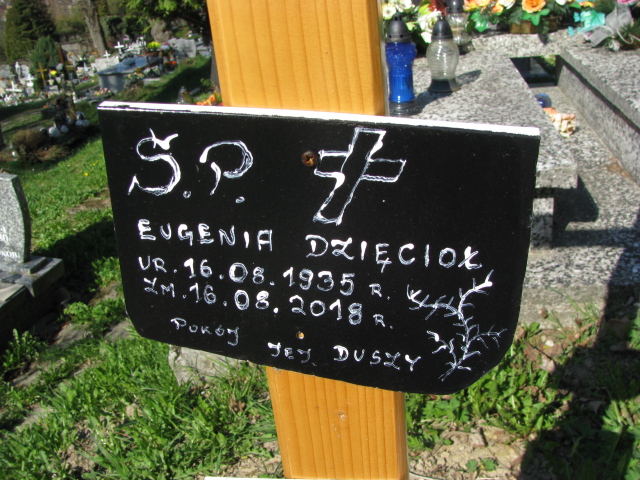 Ś.P.
EUGENIA DZIĘCIOŁ
UR. 16.08.1935 R.
ZM. 16.08.2018 R.
POKÓJ JEJ DUSZY